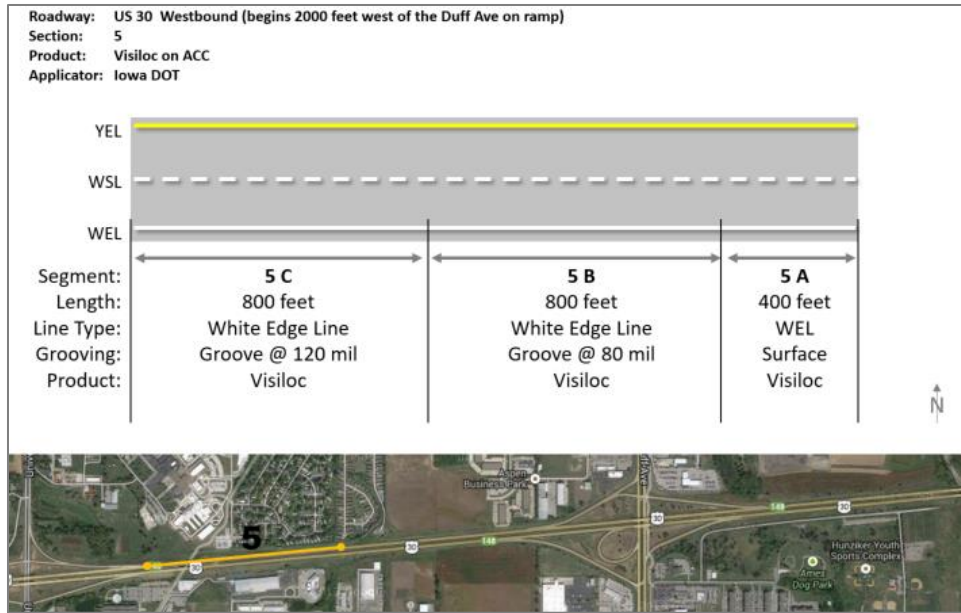 Roadway: US 30 Westbound (begins 2000 feet west of the Duff Ave on ramp)
Section: 5
Product: Visiloc on ACC
Applicator: Iowa DOT
YEL
WSL
WEL
Segment: 5 C 5 B 5 A
Length: 800 feet 800 feet 400 feet
Line Type: White Edge Line White Edge Line WEL
Grooving: Groove @ 120 mil Groove @ 80 mil Surface
Product: Visiloc Visiloc Visiloc
N
Aspen
Business Park
5
30
30
148
30
148
30
Hunziker Youth
Sports Complex
Ames
Dog Park